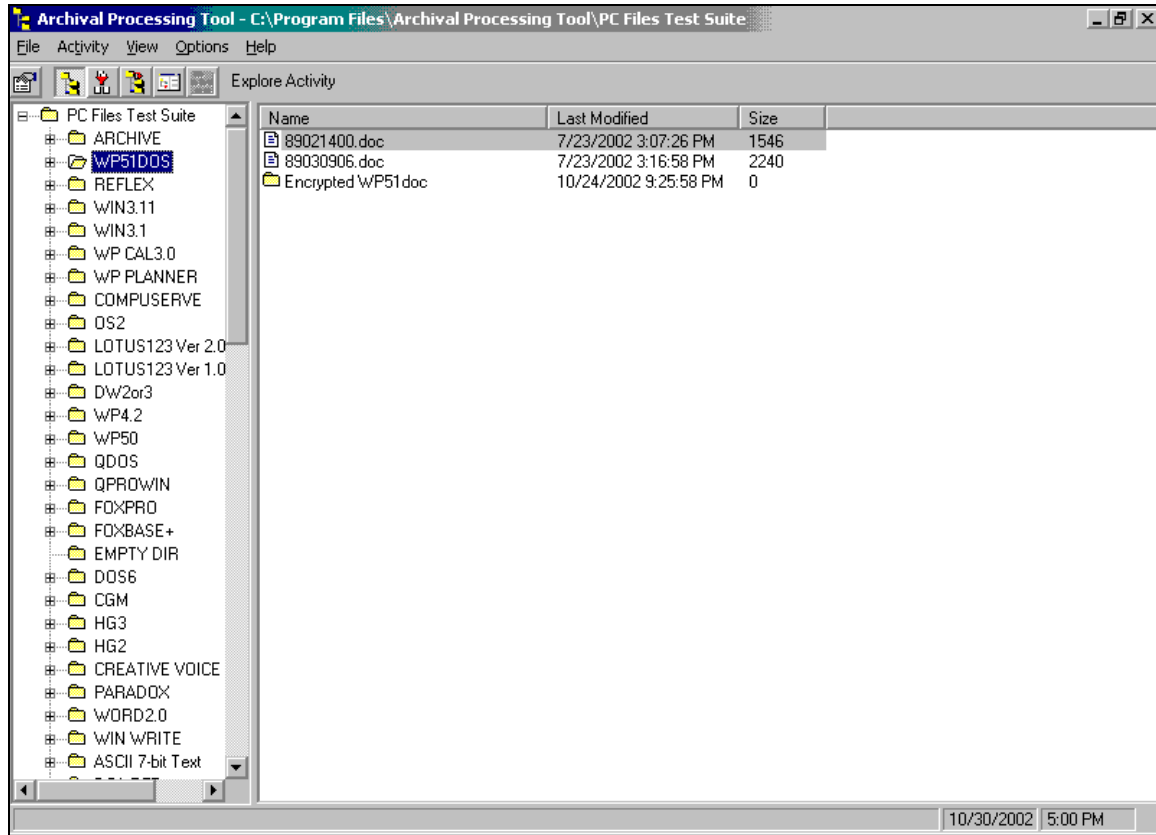 Archival Processing Tool - C:\Program Files\Archival Processing Tool\PC Files Test Suite
File Activity View Options Help
Explore Activity
PC Files Test Suite
ARCHIVE
WP51DOS
REFLEX
WIN3.11
WIN3.1
WP CAL3.0
WP PLANNER
COMPUSERVE
OS2
LOTUS123 Ver 2.0
LOTUS123 Ver 1.0
DW2or3
WP4.2
WP50
QDOS
QPROWIN
FOXPRO
FOXBASE+
EMPTY DIR
DOS6
CGM
HG3
HG2
CREATIVE VOICE
PARADOX
WORD2.0
WIN WRITE
ASCII 7-bit Text
Name Last Modified Size
89021400.doc 7/23/2002 3:07:26 PM 1546
89030906.doc 7/23/2002 3:16:58 PM 2240
Encrypted WP51doc 10/24/2002 9:25:58 PM 0
10/30/2002 5:00 PM